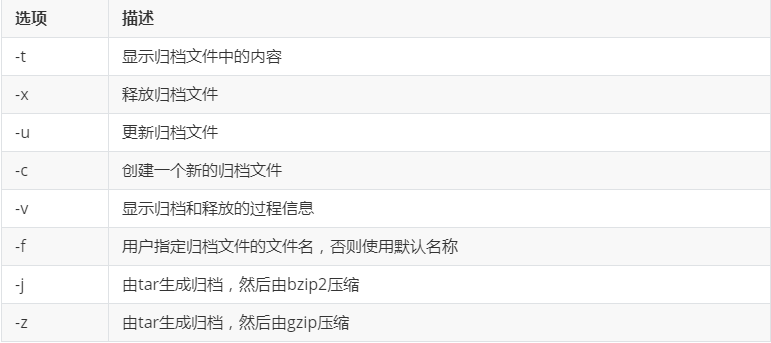 选项 描述
-t 显示归档文件中的内容
-x 释放归档文件
-u 更新归档文件
-c 创建一个新的归档文件
-v 显示归档和释放的过程信息
-f 用户指定归档文件的文件名，否则使用默认名称
-j 由tar生成归档，然后由bzip2压缩
-z 由tar生成归档，然后由gzip压缩